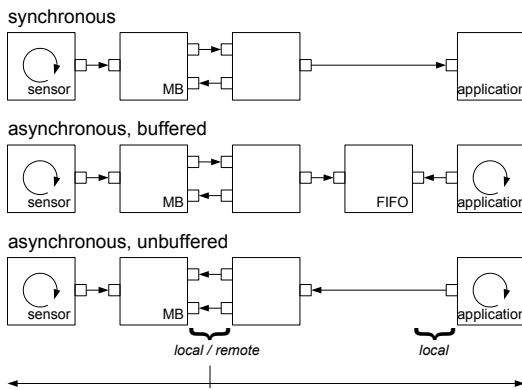 synchronous
sensor MB application
asynchronous, buffered
sensor MB FIFO application
asynchronous, unbuffered
sensor MB application
local / remote local